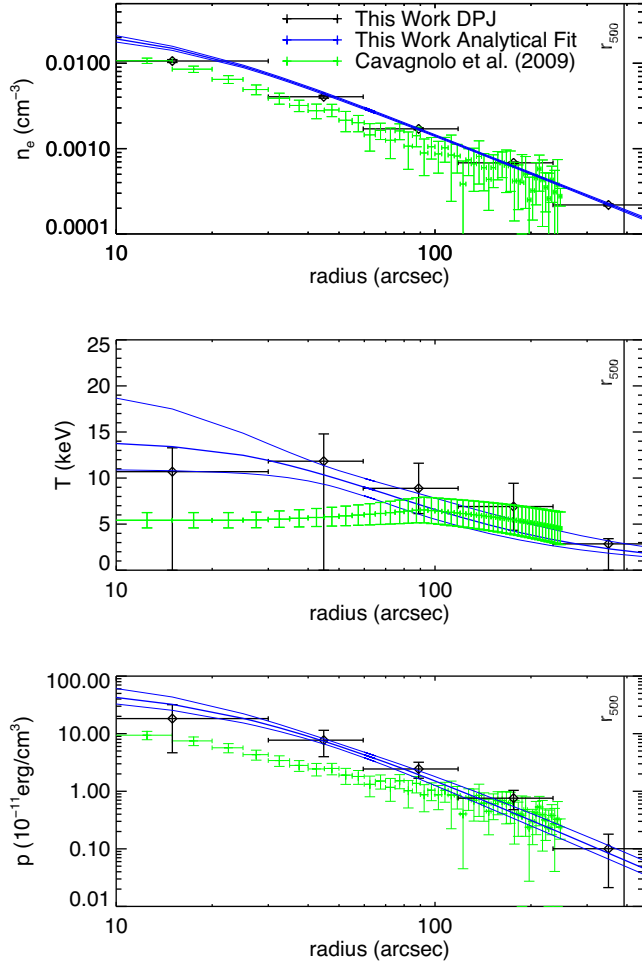 This Work DPJ
This Work Analytical Fit
Cavagnolo et al. (2009)
r500
0.0100
0.0010
0.0001
ne (cm−3)
10
100
radius (arcsec)
25
20
15
10
5
0
T (keV)
r500
10
100
radius (arcsec)
100.00
10.00
1.00
0.10
0.01
p (10−11erg/cm3)
r500
10
100
radius (arcsec)